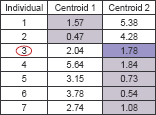 Individual Centroid 1 Centroid 2
1 1.57 5.38
2 0.47 4.28
3 2.04 1.78
4 5.64 1.84
5 3.15 0.73
6 3.78 0.54
7 2.74 1.08